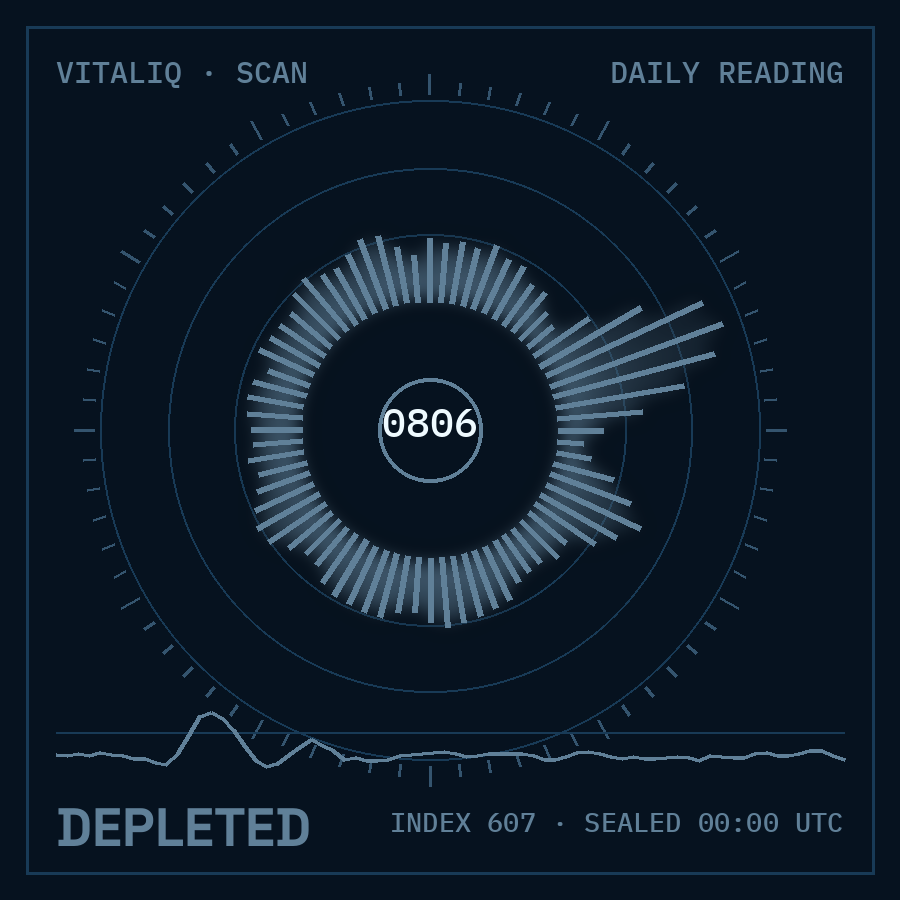 VITALIQ · SCAN
DAILY READING
0806
DEPLETED
INDEX 607 · SEALED 00:00 UTC